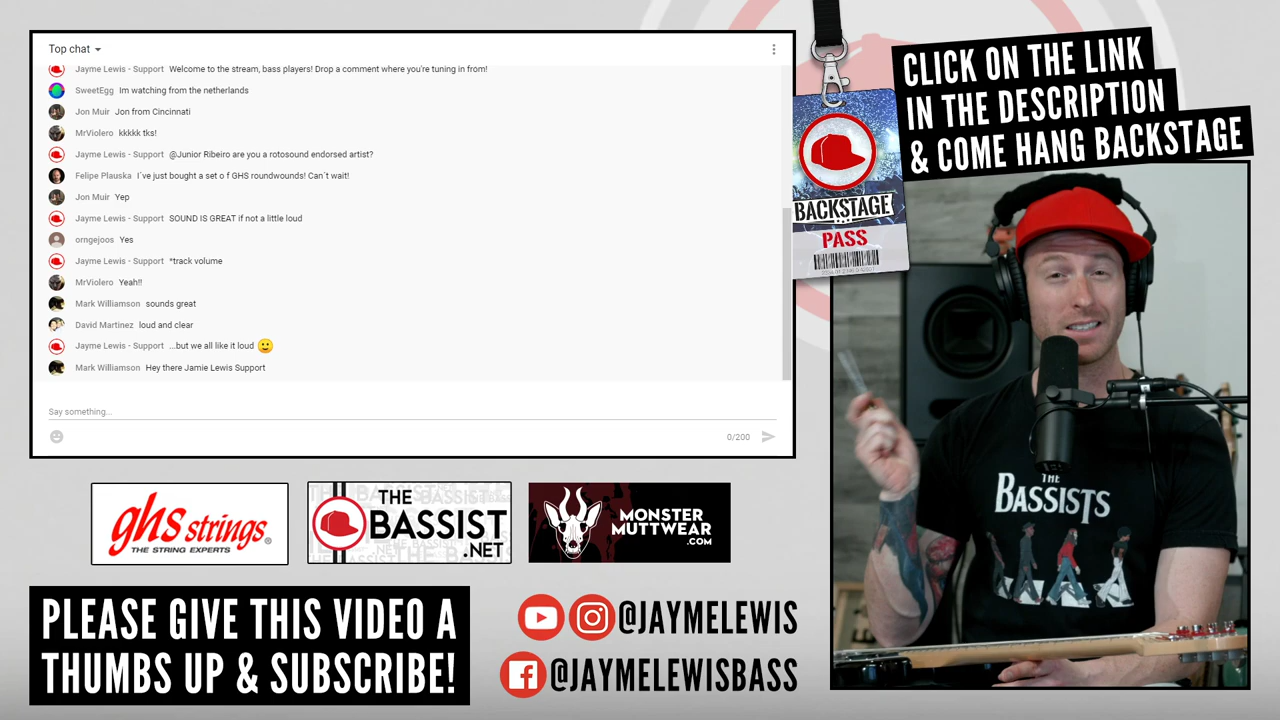 Top chat
Jayme Lewis - Support Welcome to the stream, bass players! Drop a comment where you're tuning in from!
SweetEgg Im watching from the netherlands
Jon Muir Jon from Cincinnati
MrViolero kkkkk tks!
Jayme Lewis - Support @Junior Ribeiro are you a rotosound endorsed artist?
Felipe Plauska I´ve just bought a set o f GHS roundwounds! Can´t wait!
Jon Muir Yep
Jayme Lewis - Support SOUND IS GREAT if not a little loud
orngejoos Yes
Jayme Lewis - Support *track volume
MrViolero Yeah!!
Mark Williamson sounds great
David Martinez loud and clear
Jayme Lewis - Support ...but we all like it loud
Mark Williamson Hey there Jamie Lewis Support
Say something...
0/200
CLICK ON THE LINK
IN THE DESCRIPTION
& COME HANG BACKSTAGE
BACKSTAGE
PASS
THE
BASSISTS
ghs strings®
THE STRING EXPERTS
THE
BASSIST
.NET
MONSTER
MUTTWEAR
.COM
PLEASE GIVE THIS VIDEO A
THUMBS UP & SUBSCRIBE!
@JAYMELEWIS
@JAYMELEWISBASS